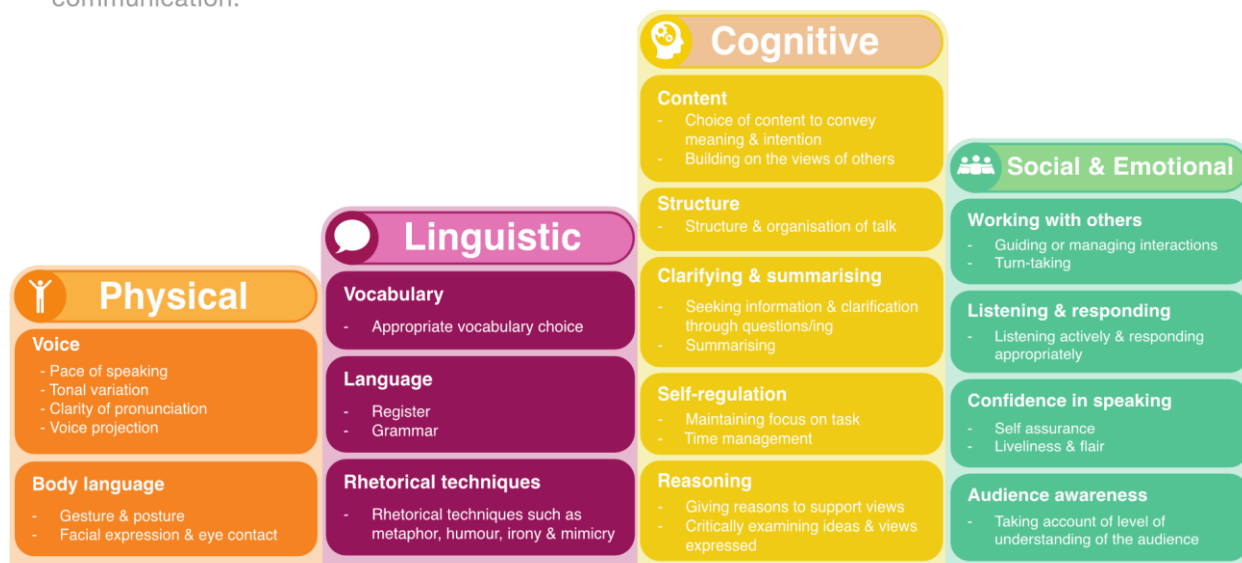 communication.
Physical
Voice
- Pace of speaking
- Tonal variation
- Clarity of pronunciation
- Voice projection
Body language
- Gesture & posture
- Facial expression & eye contact
Linguistic
Vocabulary
- Appropriate vocabulary choice
Language
- Register
- Grammar
Rhetorical techniques
- Rhetorical techniques such as
metaphor, humour, irony & mimicry
Cognitive
Content
- Choice of content to convey
meaning & intention
- Building on the views of others
Structure
- Structure & organisation of talk
Clarifying & summarising
- Seeking information & clarification
through questions/ing
- Summarising
Self-regulation
- Maintaining focus on task
- Time management
Reasoning
- Giving reasons to support views
- Critically examining ideas & views
expressed
Social & Emotional
Working with others
- Guiding or managing interactions
- Turn-taking
Listening & responding
- Listening actively & responding
appropriately
Confidence in speaking
- Self assurance
- Liveliness & flair
Audience awareness
- Taking account of level of
understanding of the audience